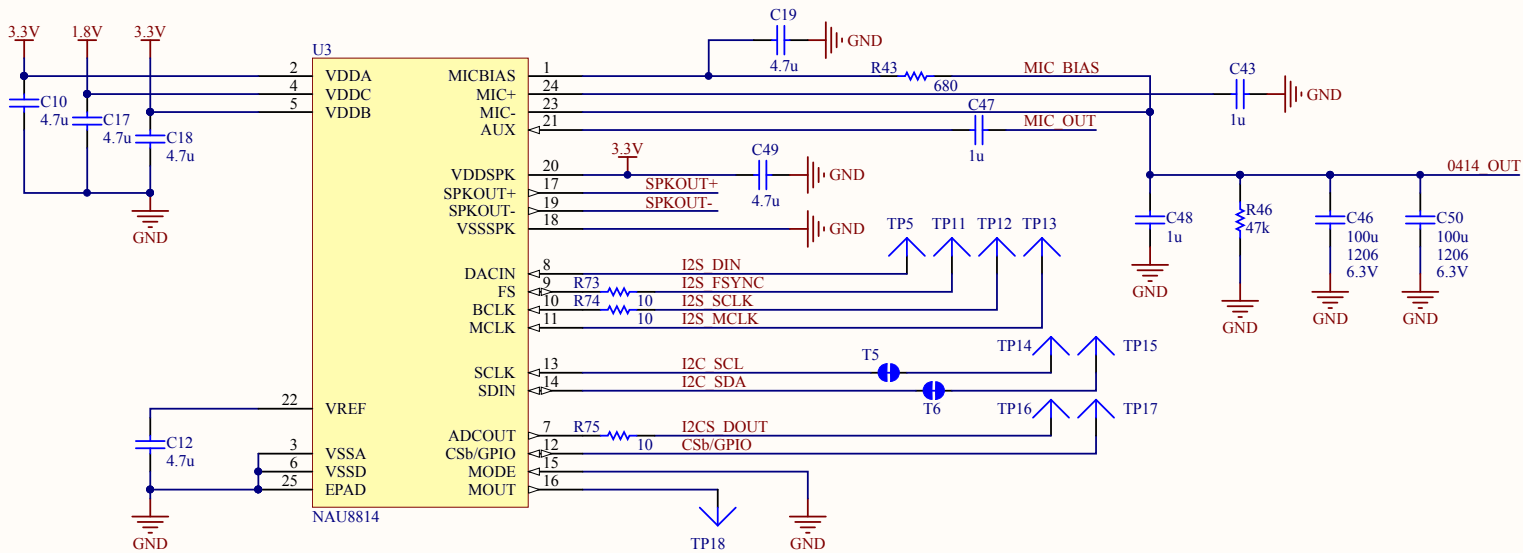 3.3V 1.8V 3.3V
C10
4.7u
C17
4.7u
C18
4.7u
GND
U3
2 VDDA
4 VDDC
5 VDDB
22 VREF
3 VSSA
6 VSSD
25 EPAD
NAU8814
C12
4.7u
GND
MICBIAS 1
MIC+ 24
MIC- 23
AUX 21
VDDSPK 20
SPKOUT+ 17
SPKOUT- 19
VSSSPK 18
DACIN 8
FS 9
BCLK 10
MCLK 11
SCLK 13
SDIN 14
ADCOUT 7
CSb/GPIO 12
MODE 15
MOUT 16
C19
4.7u
GND
R43
680
MIC_BIAS
C43
1u
GND
C47
1u
MIC_OUT
3.3V
C49
4.7u
GND
SPKOUT+
SPKOUT-
GND
0414_OUT
C48
1u
GND
R46
47k
GND
C46
100u
1206
6.3V
GND
C50
100u
1206
6.3V
GND
TP5 TP11 TP12 TP13
I2S_DIN
R73 10 I2S_FSYNC
R74 10 I2S_SCLK
I2S_MCLK
TP14 TP15
I2C_SCL T5
I2C_SDA T6
TP16 TP17
R75 10 I2CS_DOUT
CSb/GPIO
TP18
GND